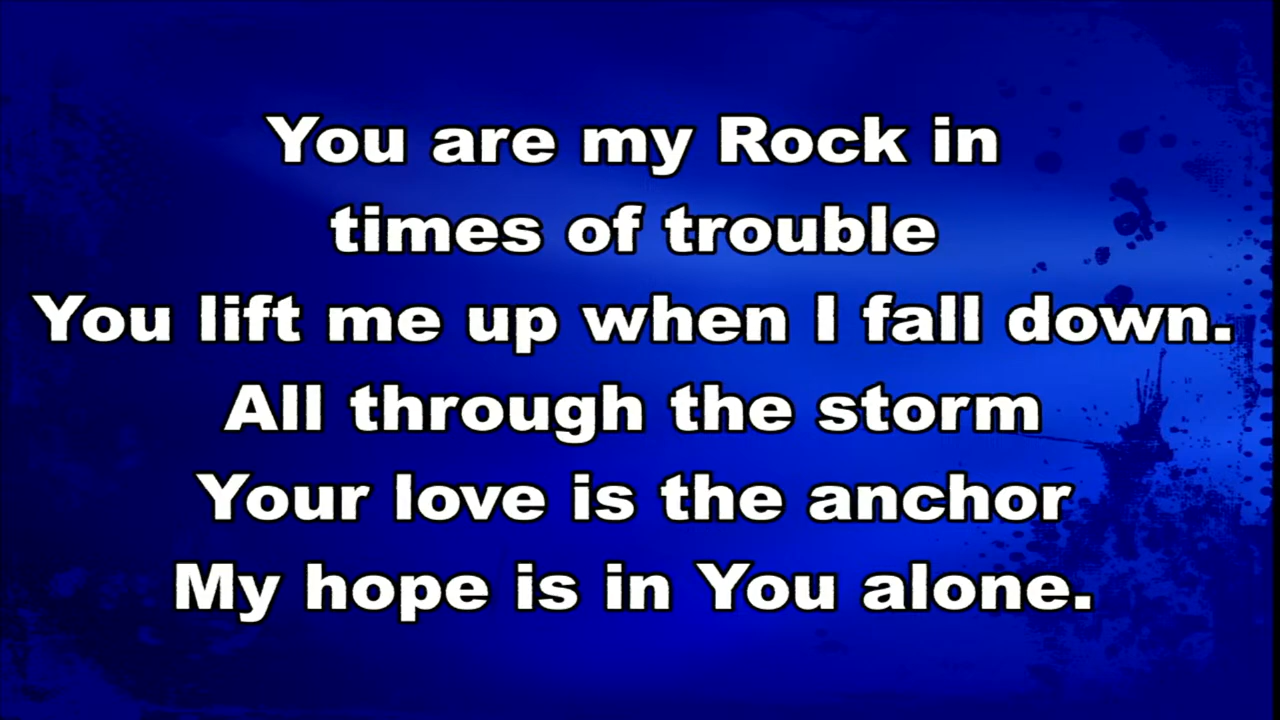 You are my Rock in
times of trouble
You lift me up when I fall down.
All through the storm
Your love is the anchor
My hope is in You alone.